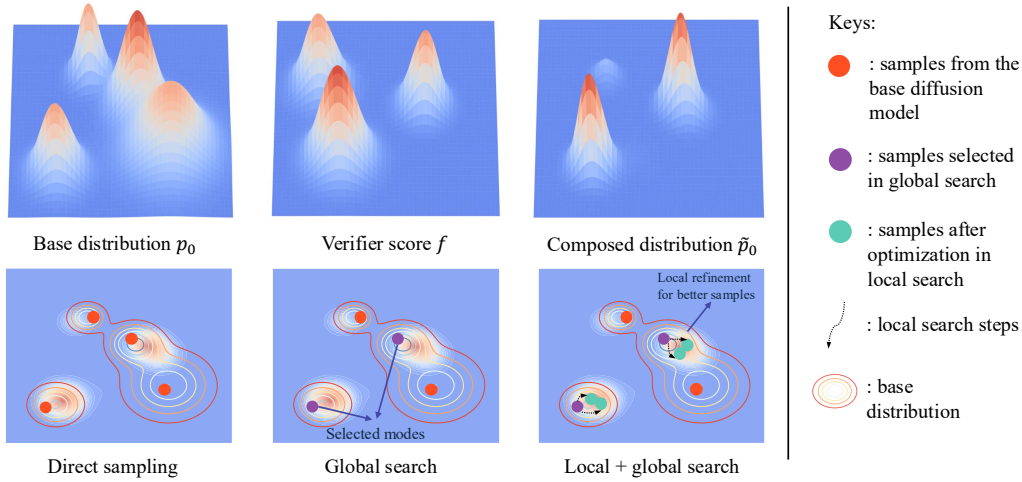 Base distribution p₀
Verifier score f
Composed distribution p̃₀
Local refinement
for better samples
Selected modes
Direct sampling
Global search
Local + global search
Keys:
: samples from the
base diffusion
model
: samples selected
in global search
: samples after
optimization in
local search
: local search steps
: base
distribution